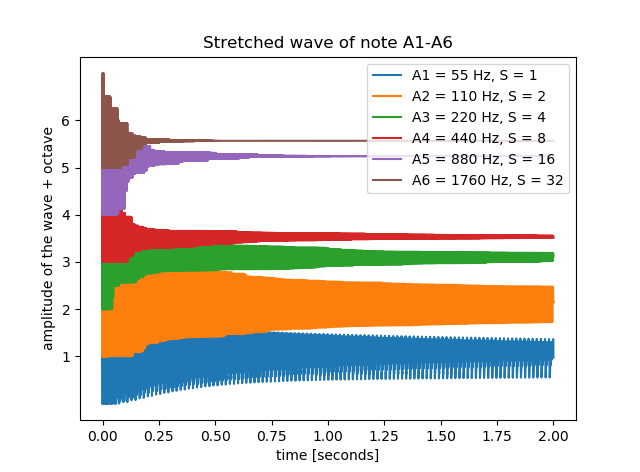 Stretched wave of note A1-A6
A1 = 55 Hz, S = 1
A2 = 110 Hz, S = 2
A3 = 220 Hz, S = 4
A4 = 440 Hz, S = 8
A5 = 880 Hz, S = 16
A6 = 1760 Hz, S = 32
amplitude of the wave + octave
6
5
4
3
2
1
0.00 0.25 0.50 0.75 1.00 1.25 1.50 1.75 2.00
time [seconds]